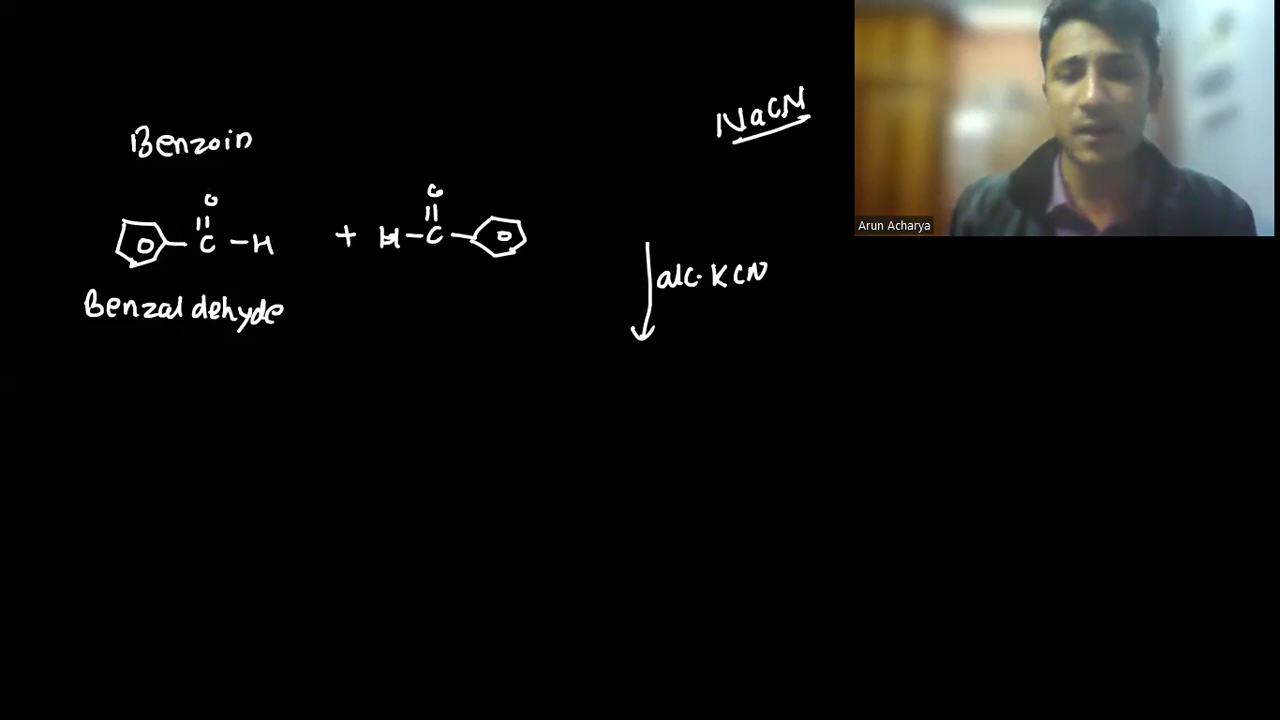 NaCN
Benzoin
O O
C - H + H - C
alc. KCN
Benzaldehyde
Arun Acharya